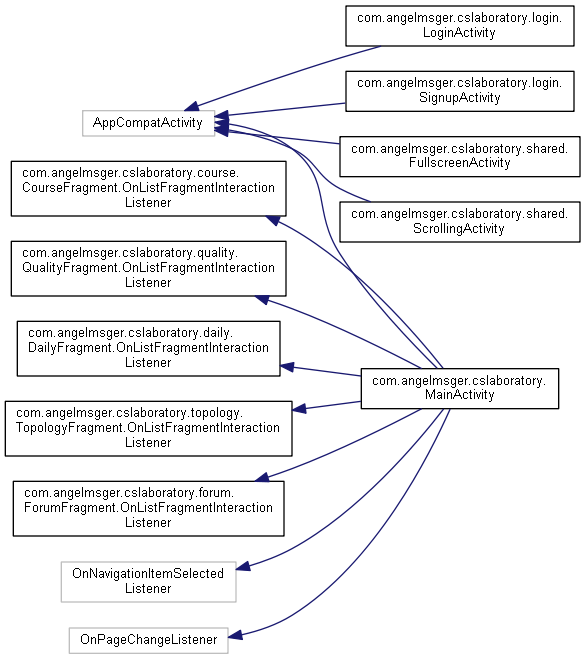 com.angelmsger.cslaboratory.login.
LoginActivity
com.angelmsger.cslaboratory.login.
SignupActivity
AppCompatActivity
com.angelmsger.cslaboratory.shared.
FullscreenActivity
com.angelmsger.cslaboratory.course.
CourseFragment.OnListFragmentInteraction
Listener
com.angelmsger.cslaboratory.shared.
ScrollingActivity
com.angelmsger.cslaboratory.quality.
QualityFragment.OnListFragmentInteraction
Listener
com.angelmsger.cslaboratory.daily.
DailyFragment.OnListFragmentInteraction
Listener
com.angelmsger.cslaboratory.
MainActivity
com.angelmsger.cslaboratory.topology.
TopologyFragment.OnListFragmentInteraction
Listener
com.angelmsger.cslaboratory.forum.
ForumFragment.OnListFragmentInteraction
Listener
OnNavigationItemSelected
Listener
OnPageChangeListener